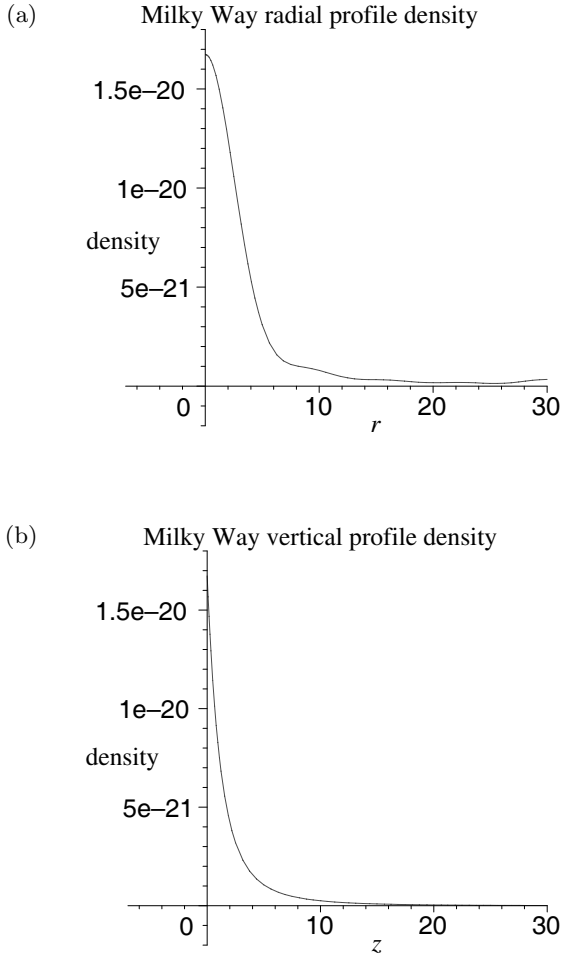 (a)
Milky Way radial profile density
1.5e–20
1e–20
density
5e–21
0
10
20
30
r
(b)
Milky Way vertical profile density
1.5e–20
1e–20
density
5e–21
0
10
20
30
z